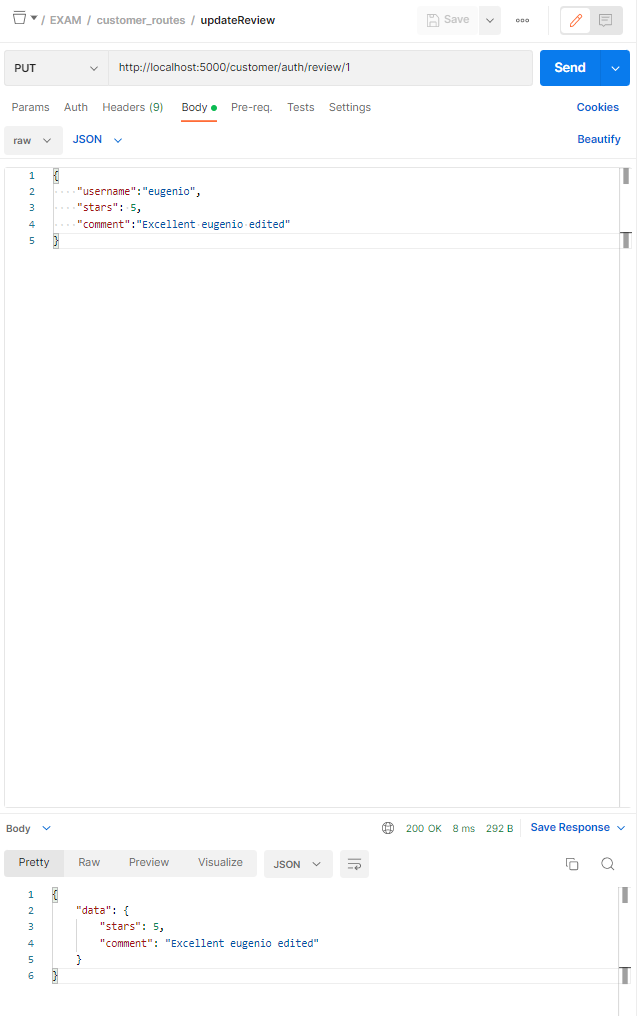 / EXAM / customer_routes / updateReview Save
PUT http://localhost:5000/customer/auth/review/1 Send
Params Auth Headers (9) Body Pre-req. Tests Settings Cookies
raw JSON Beautify
1 {
2 "username":"eugenio",
3 "stars": 5,
4 "comment":"Excellent eugenio edited"
5 }
Body 200 OK 8 ms 292 B Save Response
Pretty Raw Preview Visualize JSON
1 {
2 "data": {
3 "stars": 5,
4 "comment": "Excellent eugenio edited"
5 }
6 }